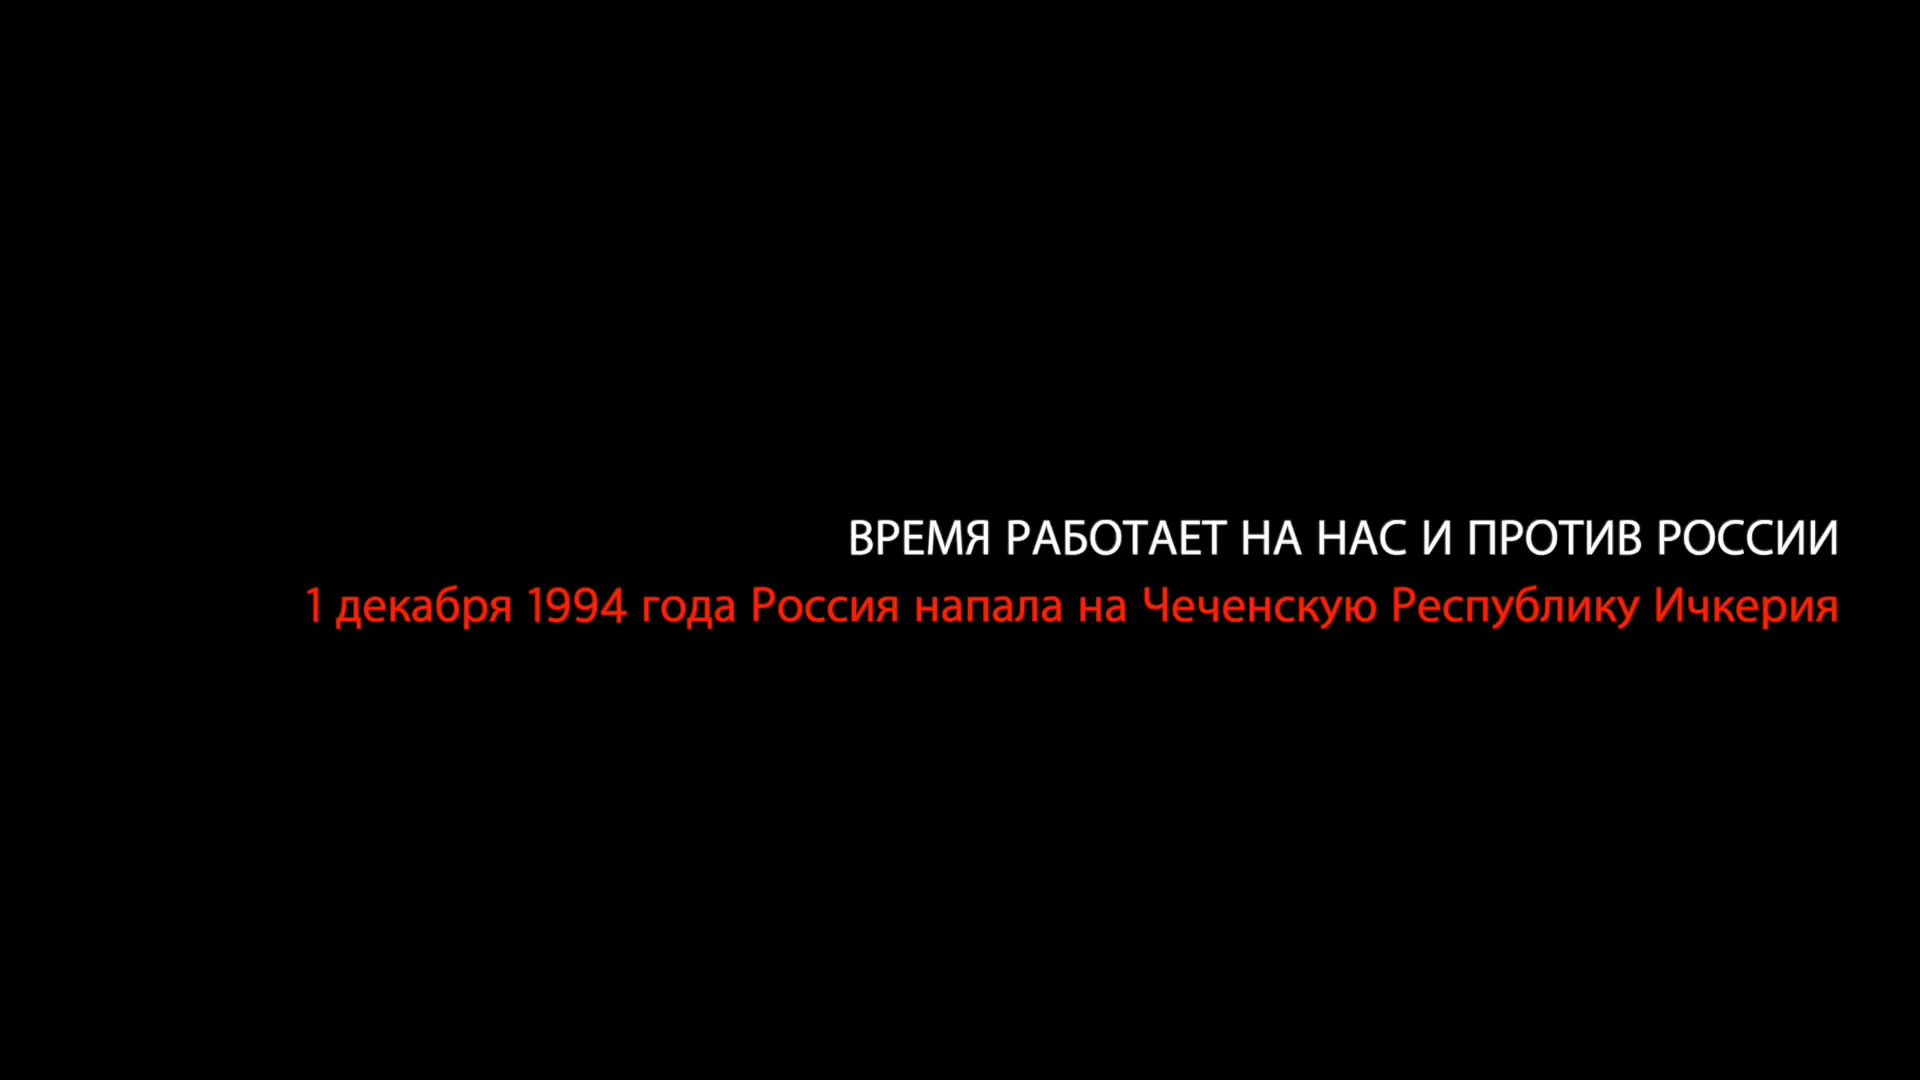 ВРЕМЯ РАБОТАЕТ НА НАС И ПРОТИВ РОССИИ
1 декабря 1994 года Россия напала на Чеченскую Республику Ичкерия